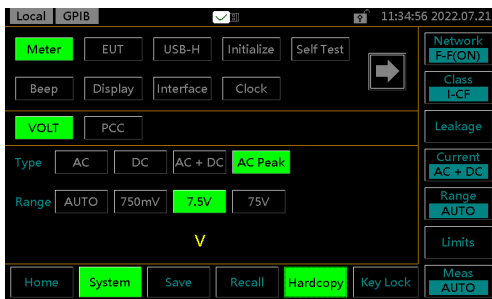 Local GPIB 11:34:56 2022.07.21
Meter EUT USB-H Initialize Self Test
Beep Display Interface Clock
VOLT PCC
Type AC DC AC + DC AC Peak
Range AUTO 750mV 7.5V 75V
V
Network
F-F(ON)
Class
I-CF
Leakage
Current
AC + DC
Range
AUTO
Limits
Meas
AUTO
Home System Save Recall Hardcopy Key Lock